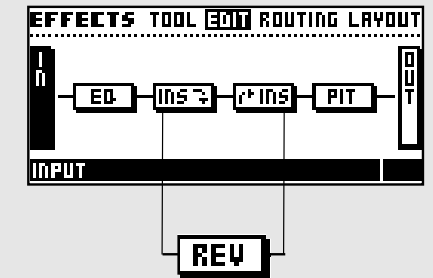 EFFECTS TOOL EDIT ROUTING LAYOUT
IN
EQ INS INS PIT
OUT
INPUT
REV